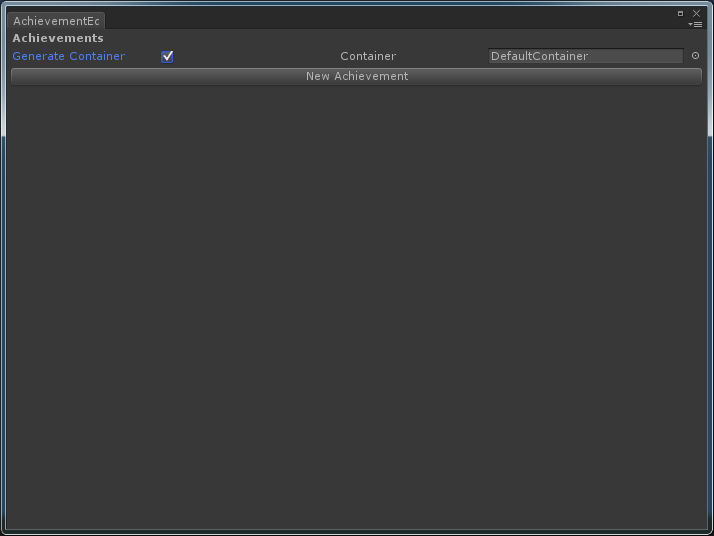 AchievementEc
Achievements
Generate Container Container DefaultContainer
New Achievement